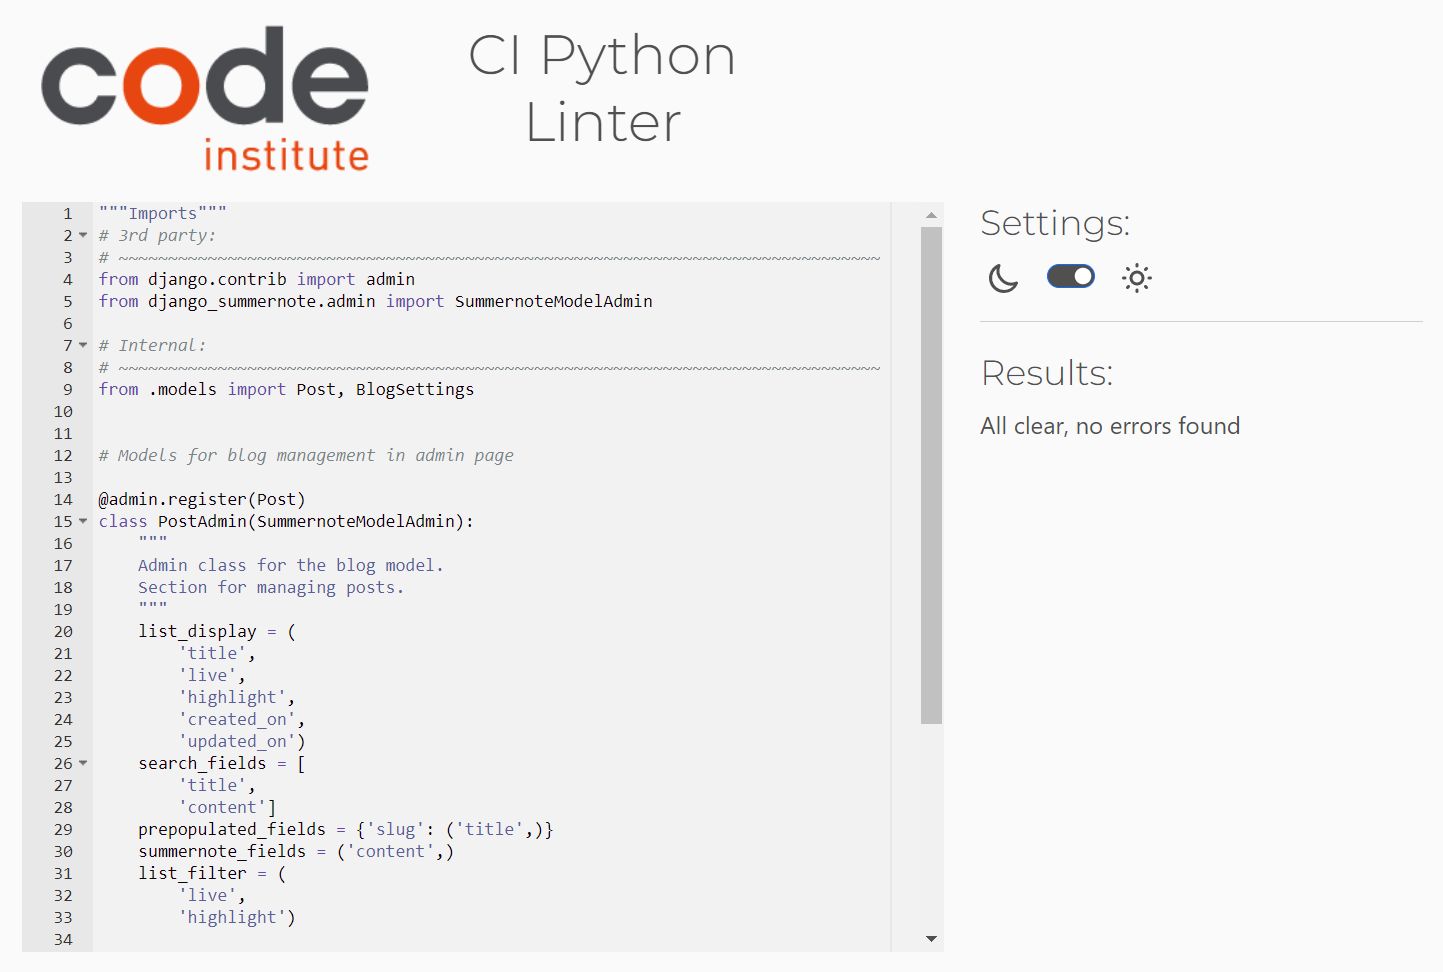 code
institute
CI Python
Linter
1 """Imports"""
2 # 3rd party:
3 # ~~~~~~~~~~~~~~~~~~~~~~~~~~~~~~~~~~~~~~~~~~~~~~~~~~~~~~~~~~~~~~~~~~~~~~~~~~~~~
4 from django.contrib import admin
5 from django_summernote.admin import SummernoteModelAdmin
6
7 # Internal:
8 # ~~~~~~~~~~~~~~~~~~~~~~~~~~~~~~~~~~~~~~~~~~~~~~~~~~~~~~~~~~~~~~~~~~~~~~~~~~~~~
9 from .models import Post, BlogSettings
10
11
12 # Models for blog management in admin page
13
14 @admin.register(Post)
15 class PostAdmin(SummernoteModelAdmin):
16     """
17     Admin class for the blog model.
18     Section for managing posts.
19     """
20     list_display = (
21         'title',
22         'live',
23         'highlight',
24         'created_on',
25         'updated_on')
26     search_fields = [
27         'title',
28         'content']
29     prepopulated_fields = {'slug': ('title',)}
30     summernote_fields = ('content',)
31     list_filter = (
32         'live',
33         'highlight')
34
Settings:
Results:
All clear, no errors found